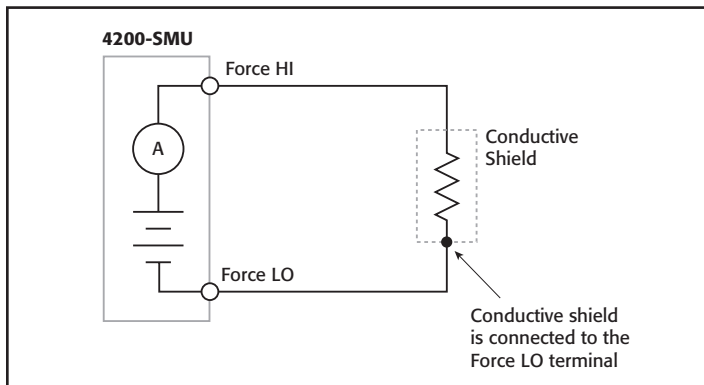 4200-SMU
Force HI
A
Conductive
Shield
Force LO
Conductive shield
is connected to the
Force LO terminal